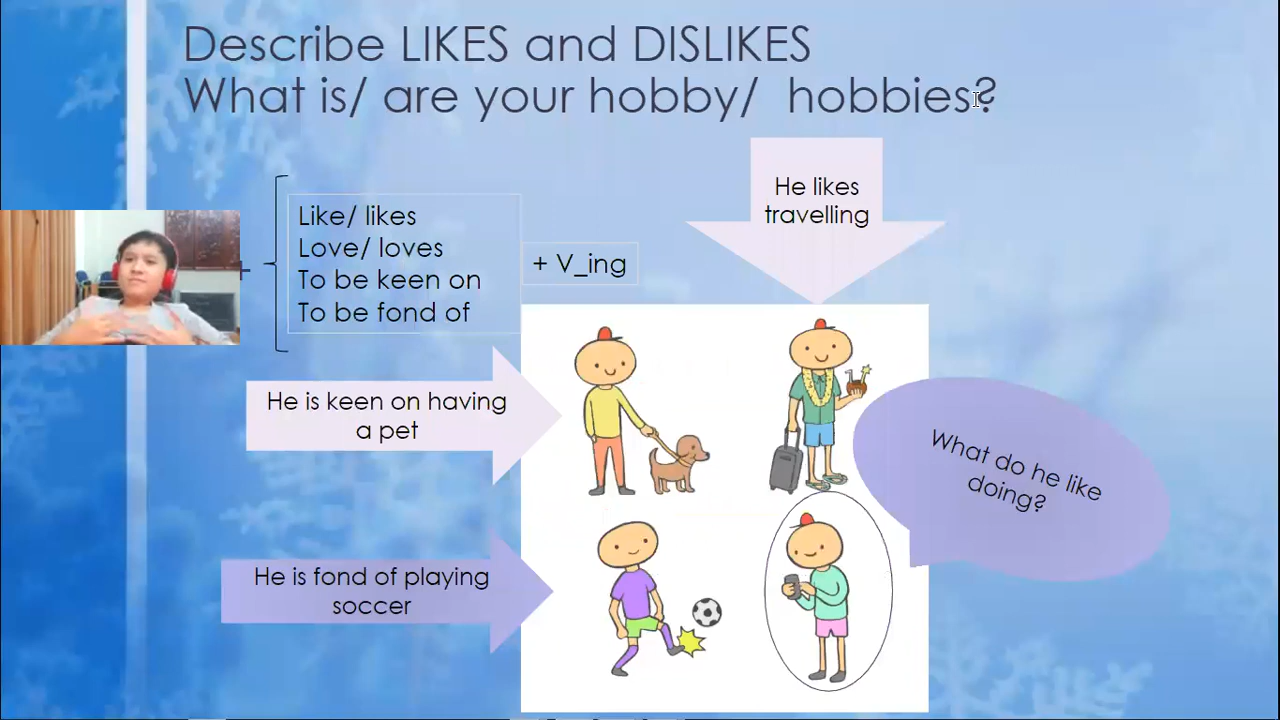 Describe LIKES and DISLIKES
What is/ are your hobby/ hobbies?
He likes
travelling
Like/ likes
Love/ loves
To be keen on
To be fond of
+ V_ing
He is keen on having
a pet
What do he like
doing?
He is fond of playing
soccer